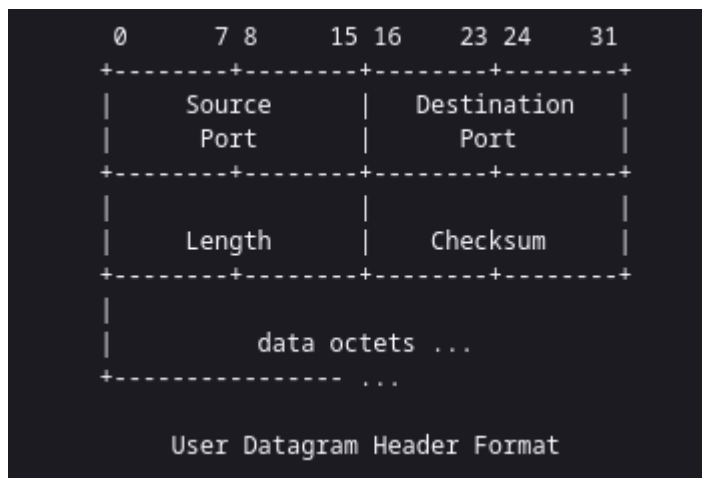 0      7 8     15 16    23 24    31
+--------+--------+--------+--------+
|     Source      |   Destination   |
|      Port       |      Port       |
+--------+--------+--------+--------+
|                 |                 |
|     Length      |    Checksum     |
+--------+--------+--------+--------+
|
|          data octets ...
+---------------- ...
User Datagram Header Format